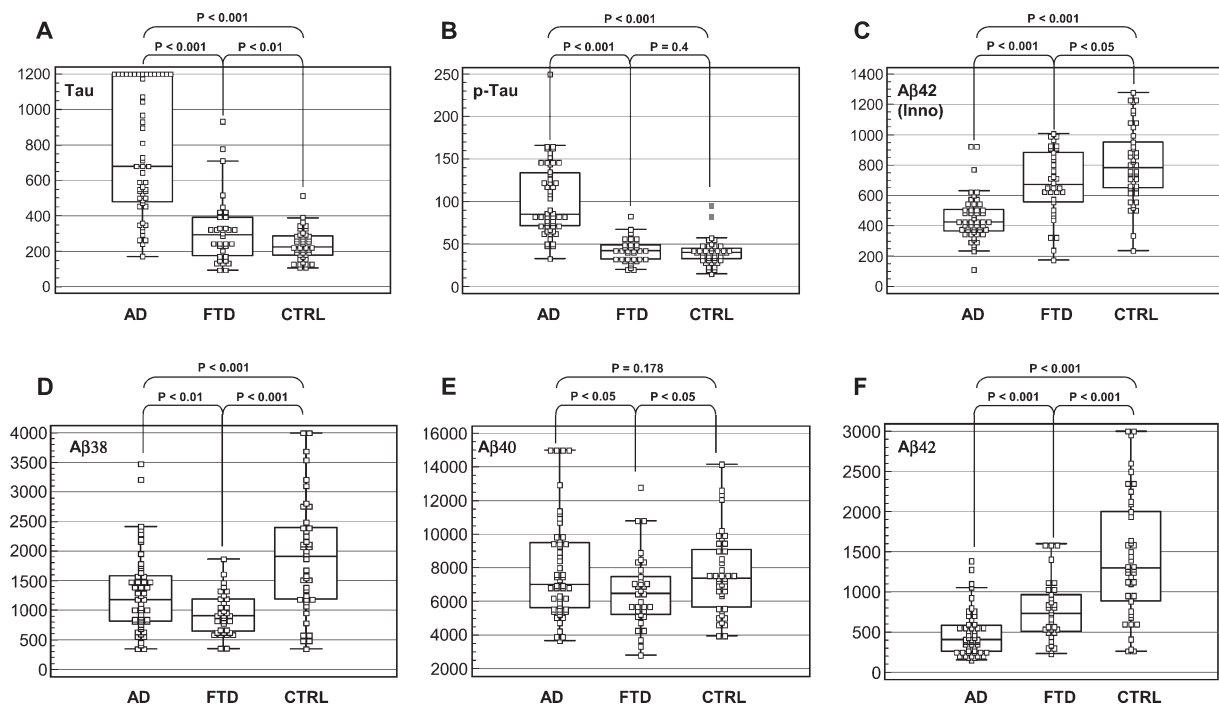 A
P < 0.001
P < 0.001
P < 0.01
Tau
1200
1000
800
600
400
200
0
AD
FTD
CTRL
B
P < 0.001
P < 0.001
P = 0.4
p-Tau
250
200
150
100
50
0
AD
FTD
CTRL
C
P < 0.001
P < 0.001
P < 0.05
Aβ42
(Inno)
1400
1200
1000
800
600
400
200
0
AD
FTD
CTRL
D
P < 0.001
P < 0.01
P < 0.001
Aβ38
4000
3500
3000
2500
2000
1500
1000
500
0
AD
FTD
CTRL
E
P = 0.178
P < 0.05
P < 0.05
Aβ40
16000
14000
12000
10000
8000
6000
4000
2000
AD
FTD
CTRL
F
P < 0.001
P < 0.001
P < 0.001
Aβ42
3000
2500
2000
1500
1000
500
0
AD
FTD
CTRL